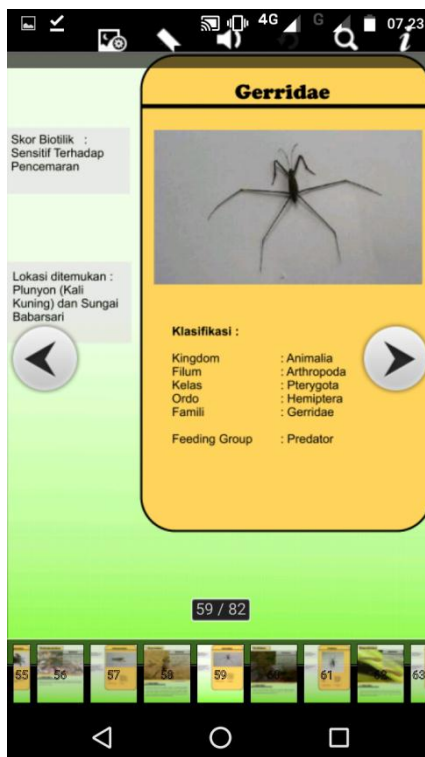 4G
G
07.23
Gerridae
Skor Biotilik :
Sensitif Terhadap
Pencemaran
Lokasi ditemukan :
Plunyon (Kali
Kuning) dan Sungai
Babarsari
Klasifikasi :
Kingdom : Animalia
Filum : Arthropoda
Kelas : Pterygota
Ordo : Hemiptera
Famili : Gerridae
Feeding Group : Predator
59 / 82
55 56 57 58 59 60 61 62 63